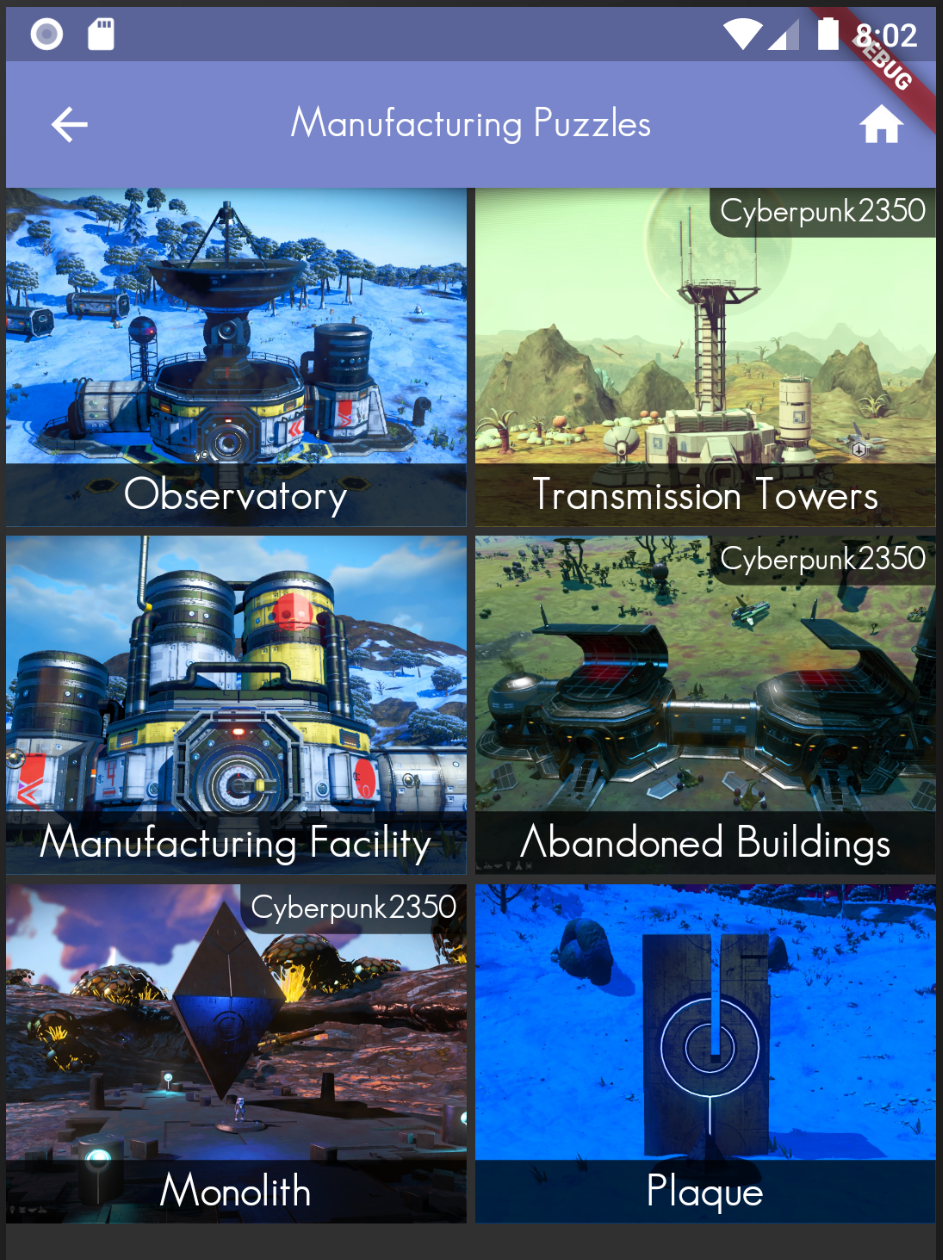 8:02
DEBUG
Manufacturing Puzzles
Observatory
Cyberpunk2350
Transmission Towers
Manufacturing Facility
Cyberpunk2350
Abandoned Buildings
Cyberpunk2350
Monolith
Plaque